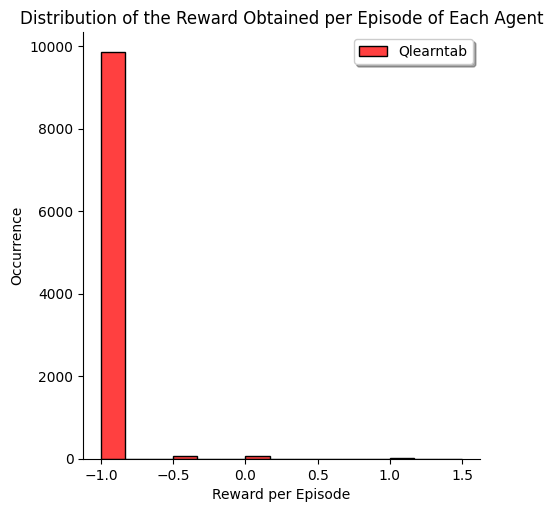 Distribution of the Reward Obtained per Episode of Each Agent
Qlearntab
10000
8000
6000
4000
2000
0
Occurrence
−1.0 −0.5 0.0 0.5 1.0 1.5
Reward per Episode